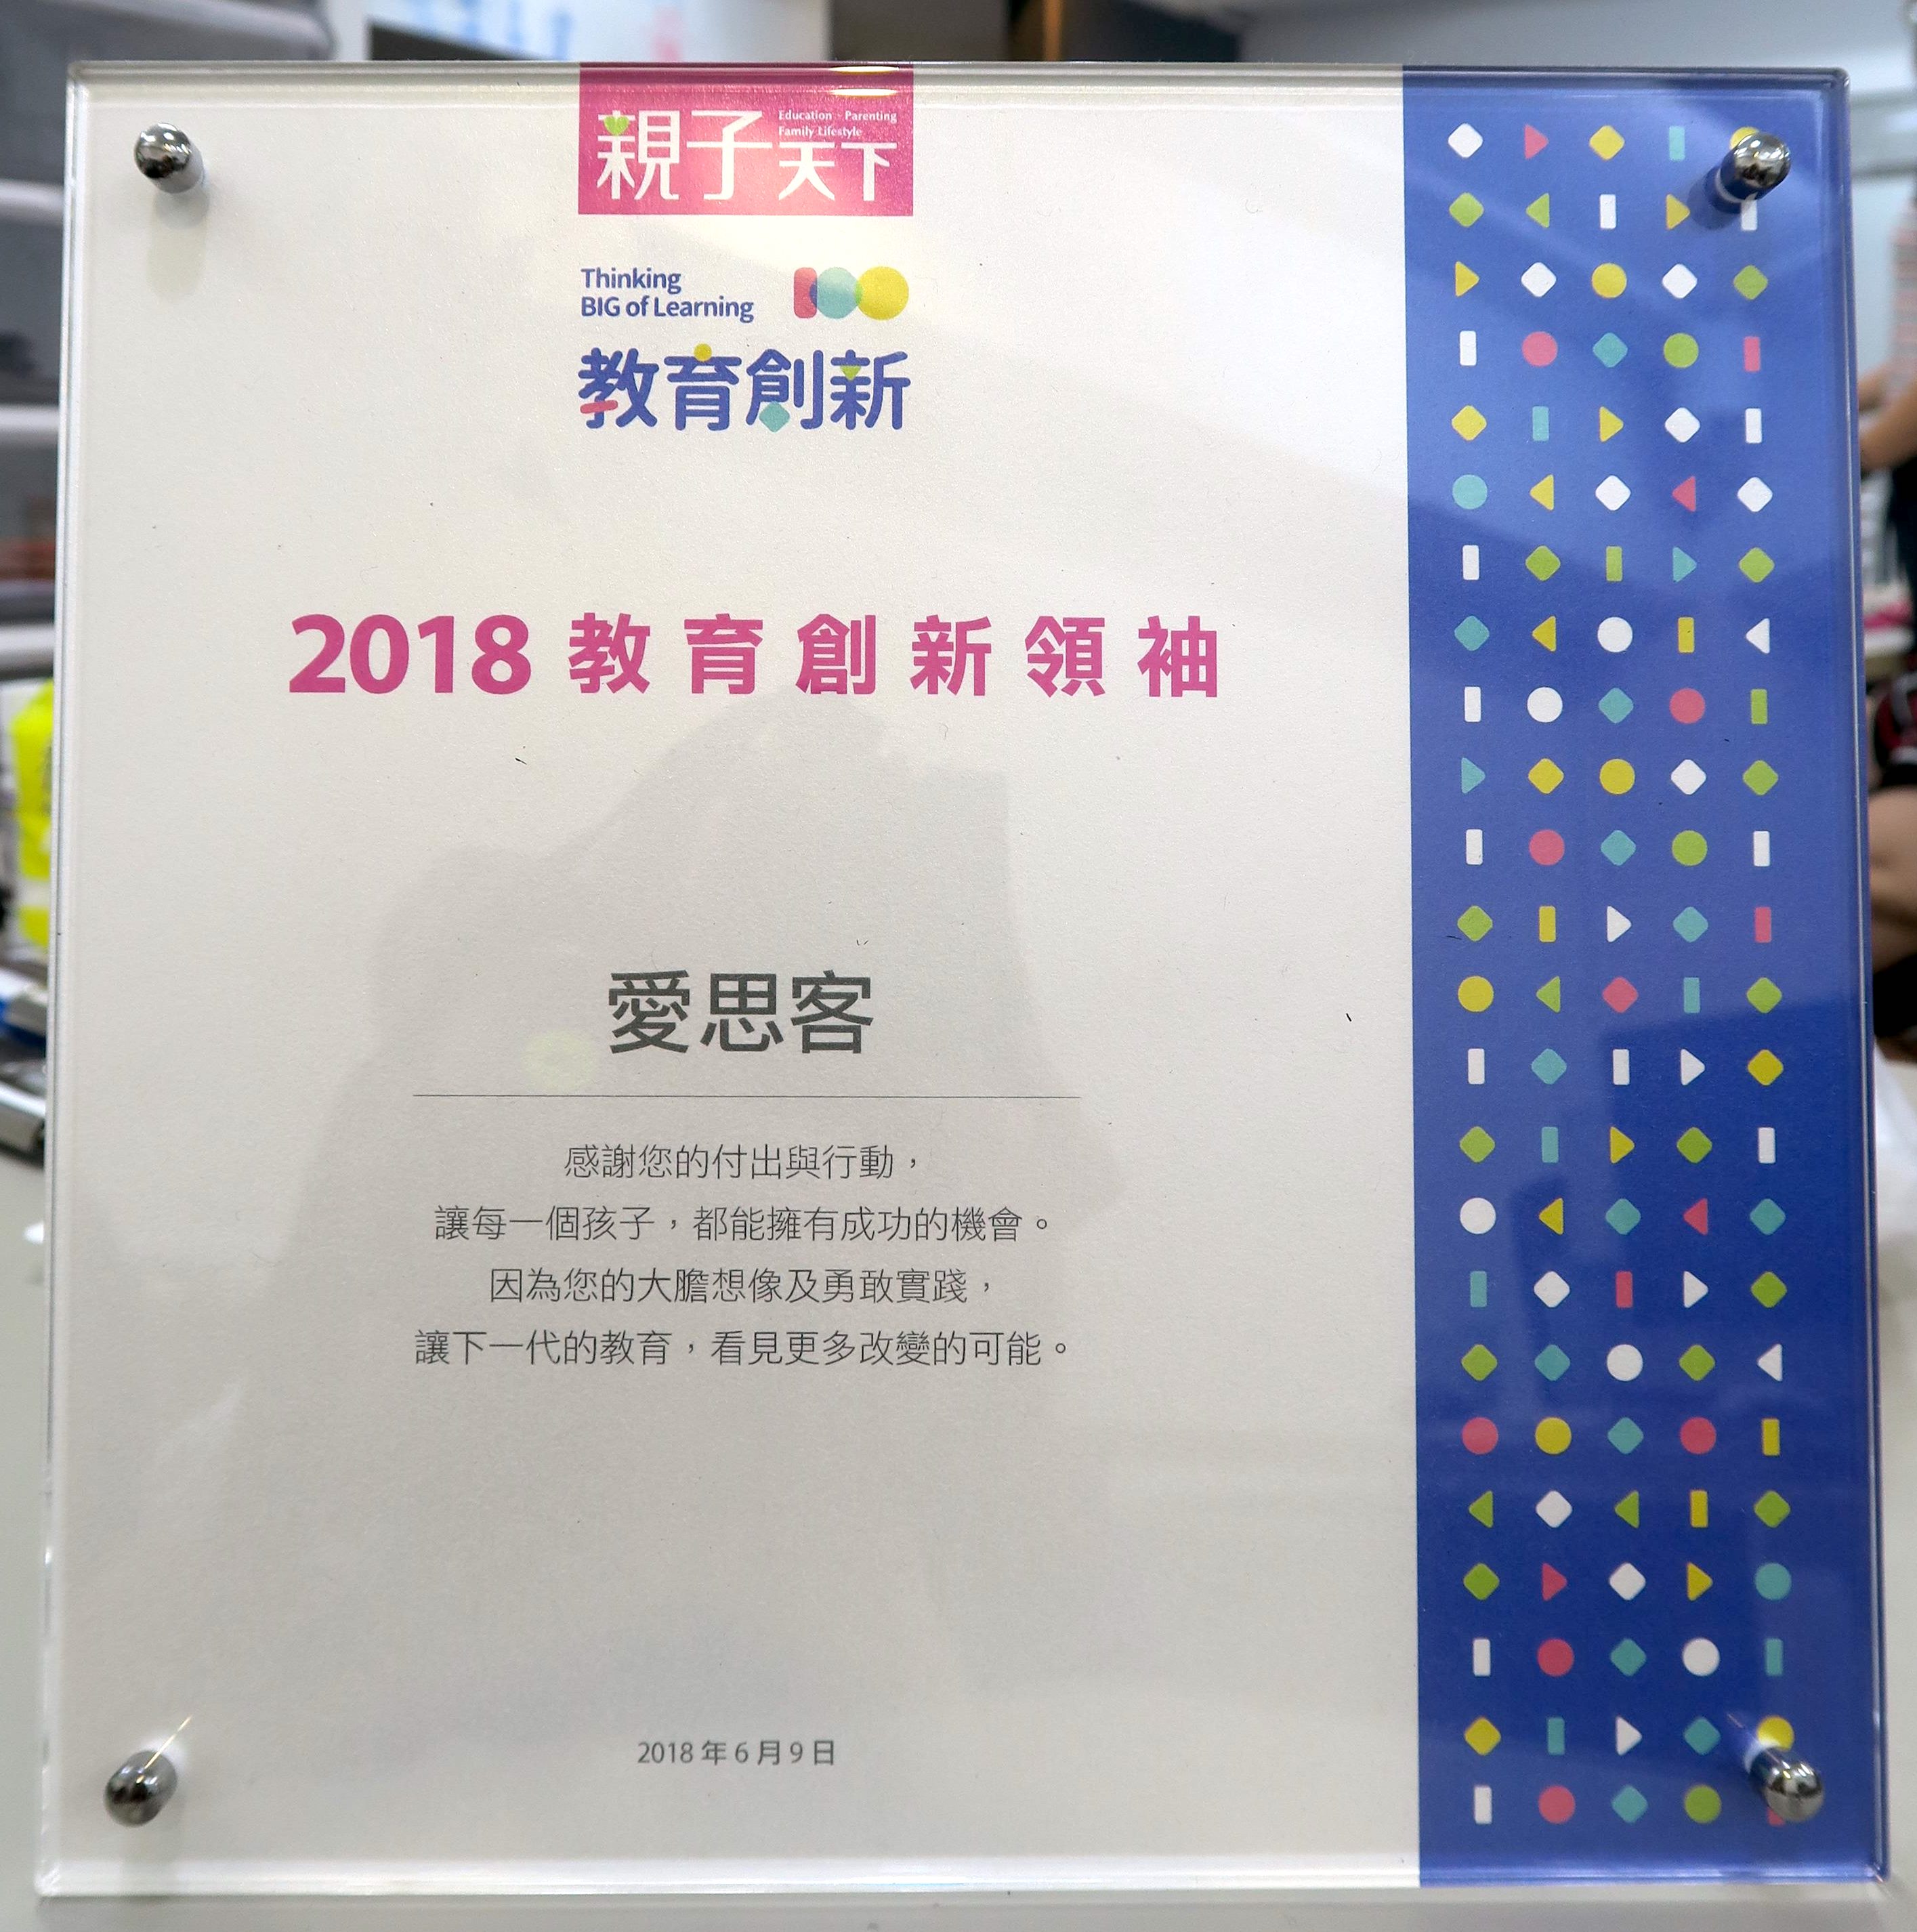 親子天下
Education · Parenting
Family Lifestyle
Thinking
BIG of Learning
100
教育創新
2018 教育創新領袖
愛思客
感謝您的付出與行動，
讓每一個孩子，都能擁有成功的機會。
因為您的大膽想像及勇敢實踐，
讓下一代的教育，看見更多改變的可能。
2018 年 6 月 9 日